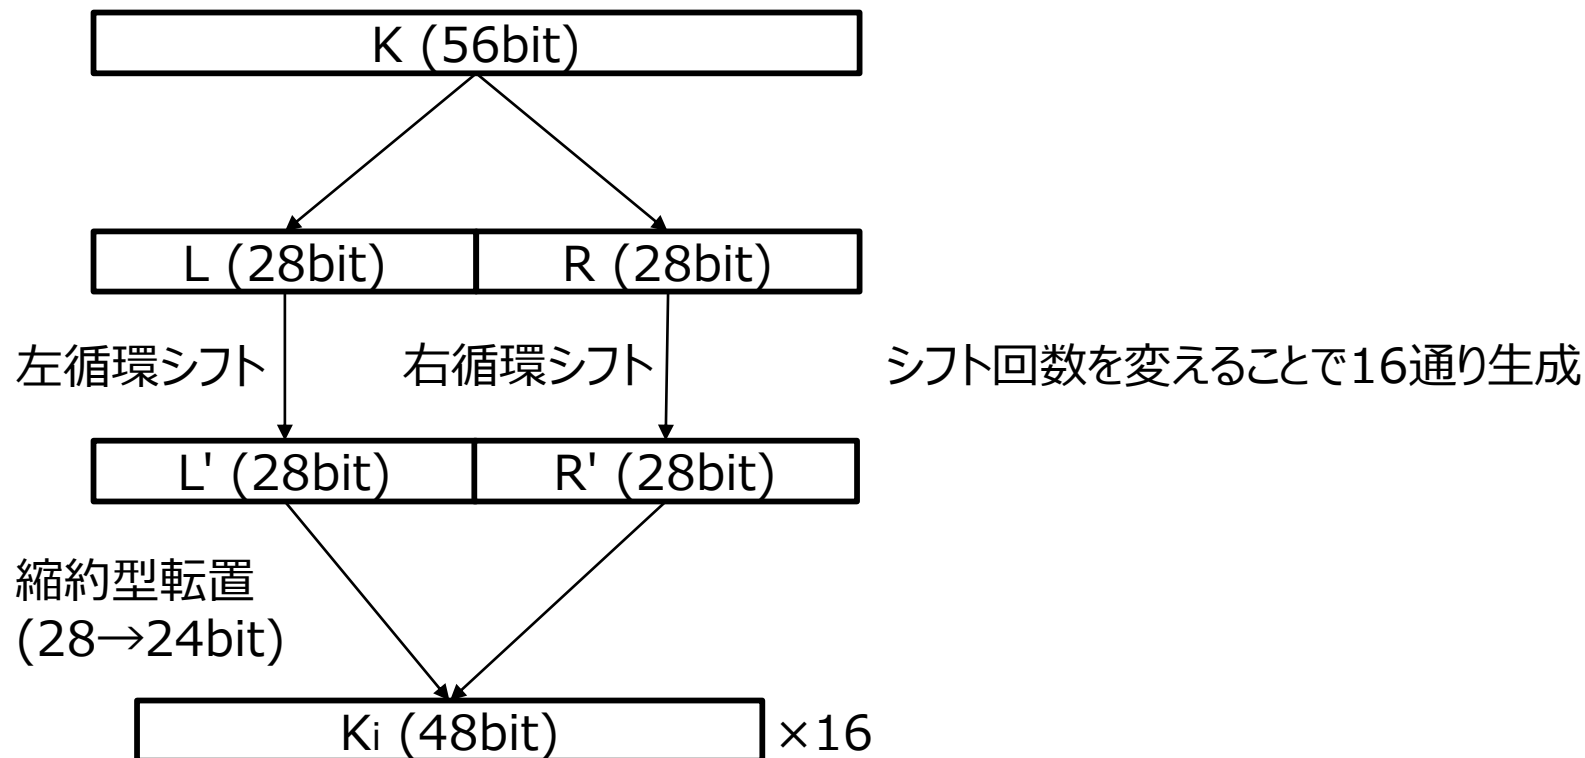 K (56bit)
L (28bit)
R (28bit)
左循環シフト
右循環シフト
シフト回数を変えることで16通り生成
L' (28bit)
R' (28bit)
縮約型転置
(28→24bit)
Ki (48bit)
×16